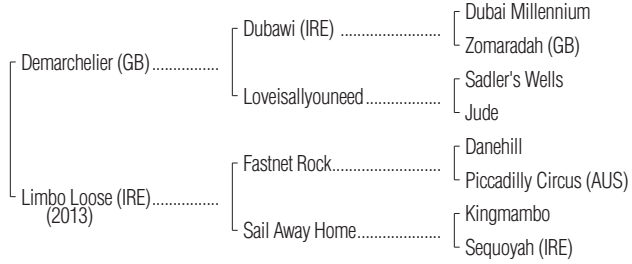 Dubai Millennium
Dubawi (IRE) ...................
Zomaradah (GB)
Demarchelier (GB)................
Sadler's Wells
Loveisallyouneed...................
Jude
Danehill
Fastnet Rock......................
Piccadilly Circus (AUS)
Limbo Loose (IRE)................
(2013)
Kingmambo
Sail Away Home....................
Sequoyah (IRE)